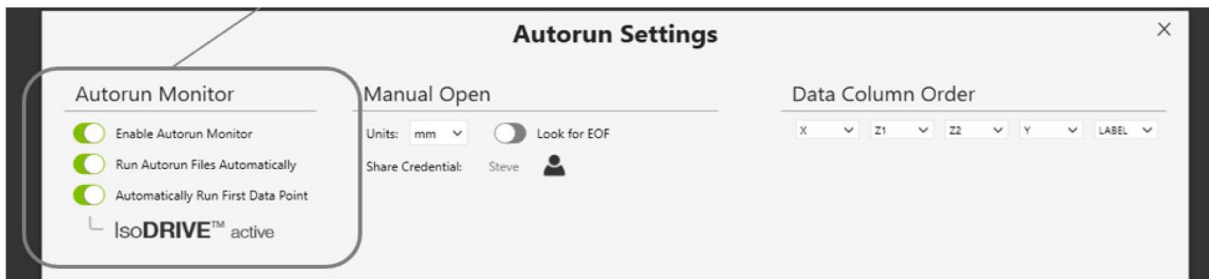 Autorun Settings
Autorun Monitor
Enable Autorun Monitor
Run Autorun Files Automatically
Automatically Run First Data Point
IsoDRIVE™ active
Manual Open
Units: mm Look for EOF
Share Credential: Steve
Data Column Order
X Z1 Z2 Y LABEL